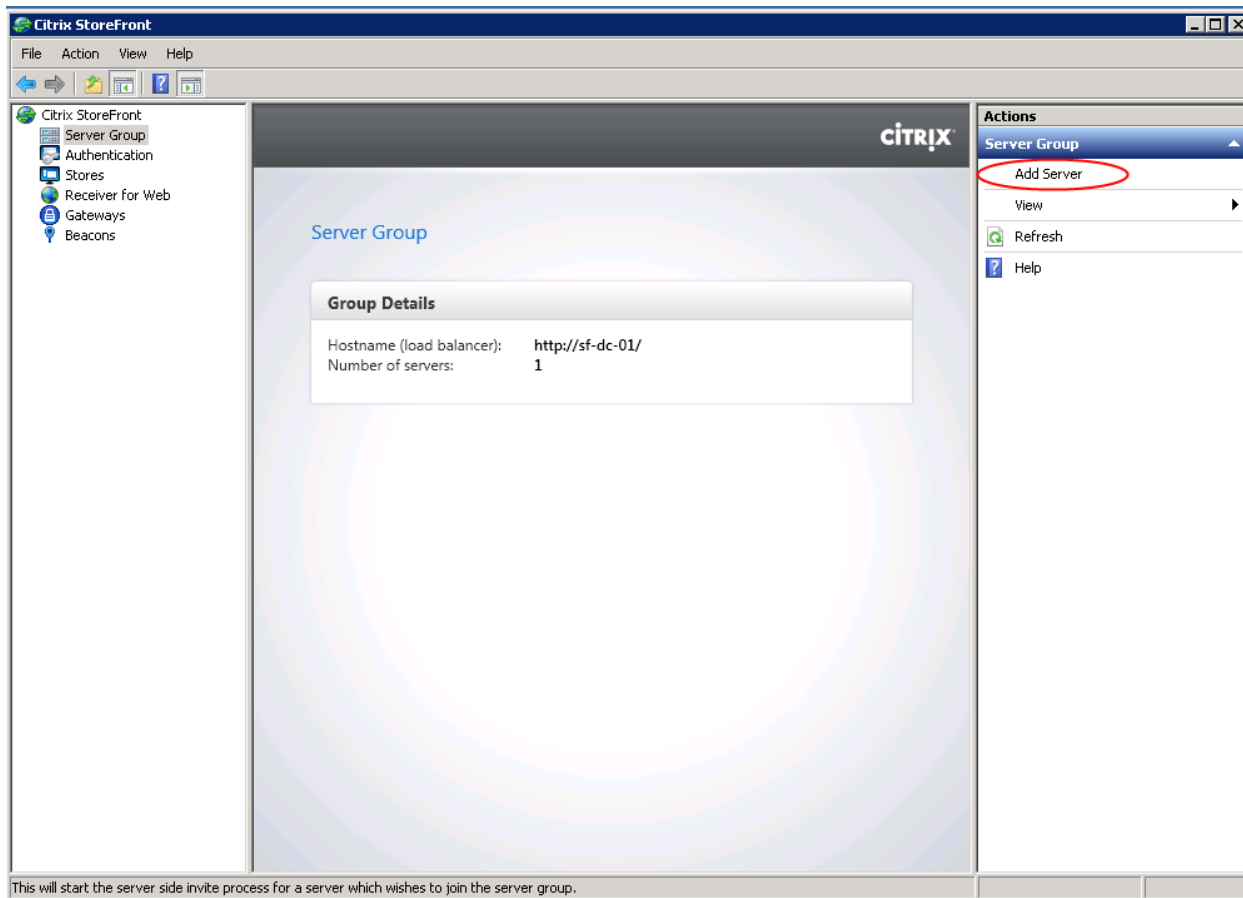 Citrix StoreFront
File Action View Help
Citrix StoreFront
Server Group
Authentication
Stores
Receiver for Web
Gateways
Beacons
CİTRIX
Server Group
Group Details
Hostname (load balancer): http://sf-dc-01/
Number of servers: 1
Actions
Server Group
Add Server
View
Refresh
Help
This will start the server side invite process for a server which wishes to join the server group.